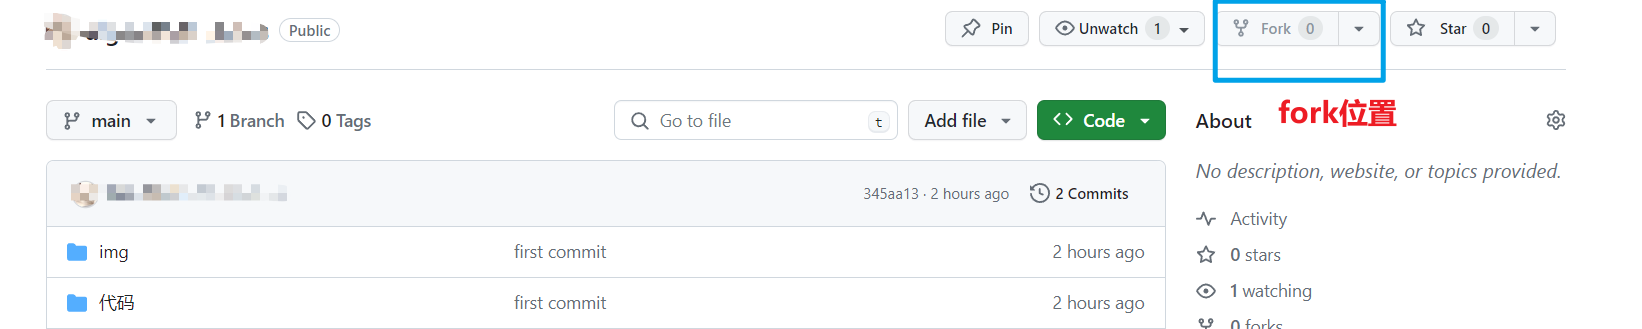 Public
Pin
Unwatch 1
Fork 0
Star 0
fork位置
main
1 Branch
0 Tags
Go to file
t
Add file
Code
About
No description, website, or topics provided.
345aa13 · 2 hours ago
2 Commits
img
first commit
2 hours ago
代码
first commit
2 hours ago
Activity
0 stars
1 watching
0 forks